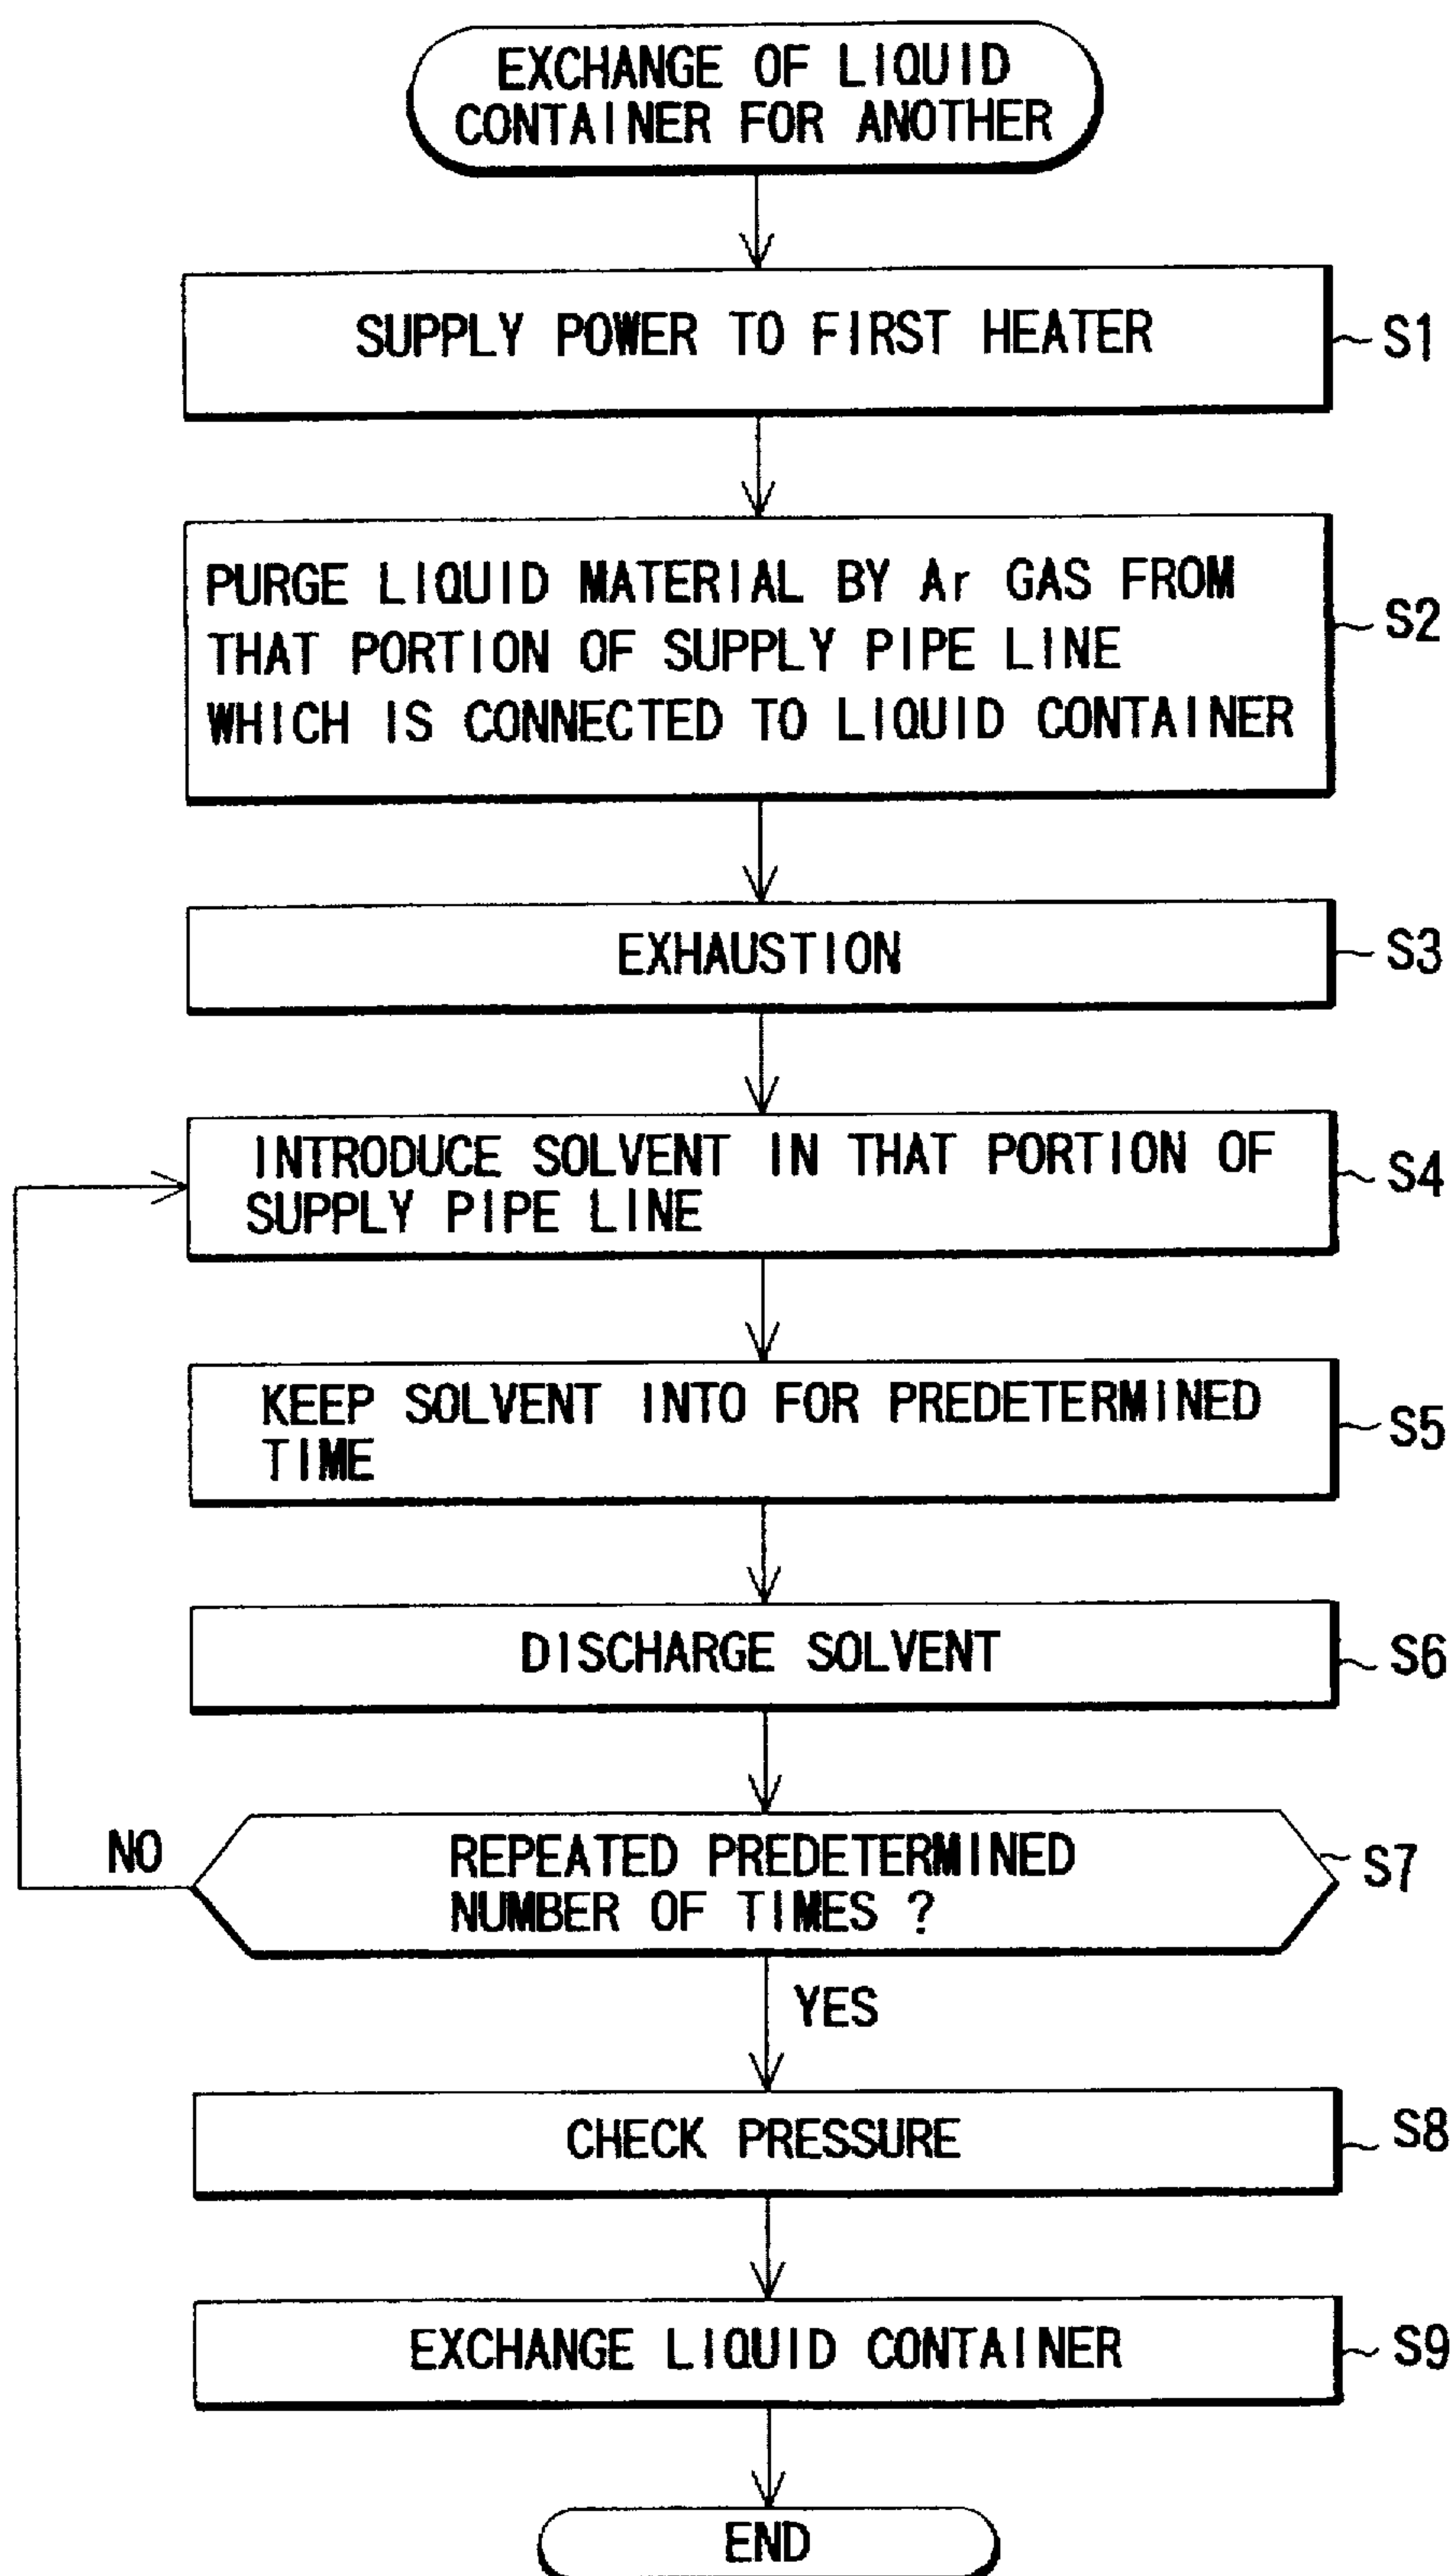 EXCHANGE OF LIQUID
CONTAINER FOR ANOTHER
SUPPLY POWER TO FIRST HEATER
S1
PURGE LIQUID MATERIAL BY Ar GAS FROM
THAT PORTION OF SUPPLY PIPE LINE
WHICH IS CONNECTED TO LIQUID CONTAINER
S2
EXHAUSTION
S3
INTRODUCE SOLVENT IN THAT PORTION OF
SUPPLY PIPE LINE
S4
KEEP SOLVENT INTO FOR PREDETERMINED
TIME
S5
DISCHARGE SOLVENT
S6
NO
REPEATED PREDETERMINED
NUMBER OF TIMES ?
S7
YES
CHECK PRESSURE
S8
EXCHANGE LIQUID CONTAINER
S9
END